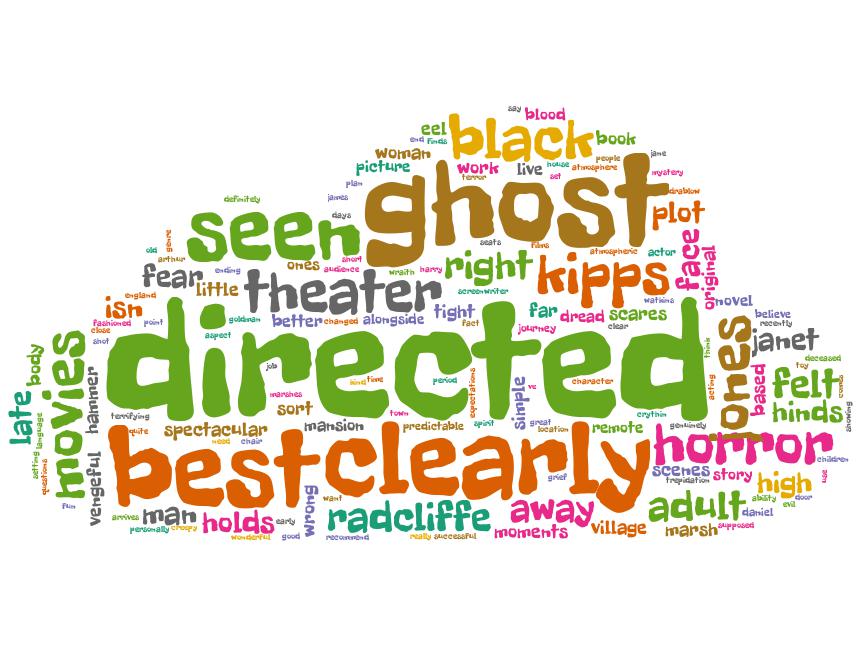 say
blood
eel
black
book
end
finds
woman
people
jane
picture
work
live
house
atmosphere
terror
set
mystery
plan
ghost
drablow
definitely
james
seen
days
plot
genre
old
seats
films
face
original
arthur
short
atmospheric
actor
fear
ending
ones
audience
wraith
harry
right
kipps
little
theater
screenwriter
england
isn
watkins
novel
fashioned
point
goldman
better
changed
alongside
tight
far
dread
scares
believe
close
fact
journey
clear
recently
shot
aspect
directed
jones
janet
movies
body
think
deceased
job
kind
time
period
character
toy
late
hammer
marshes
expectations
simple
ve
acting
based
felt
sort
town
crythin
hinds
showing
terrifying
mansion
predictable
spirit
great
genuinely
setting
language
quite
spectacular
location
remote
need
chair
best
clearly
horror
questions
vengeful
grief
scenes
story
children
trepidation
high
use
wrong
want
fun
arrives
man
holds
early
radcliffe
away
adult
ability
door
evil
daniel
personally
creepy
moments
village
marsh
supposed
wonderful
good
recommend
really
successful